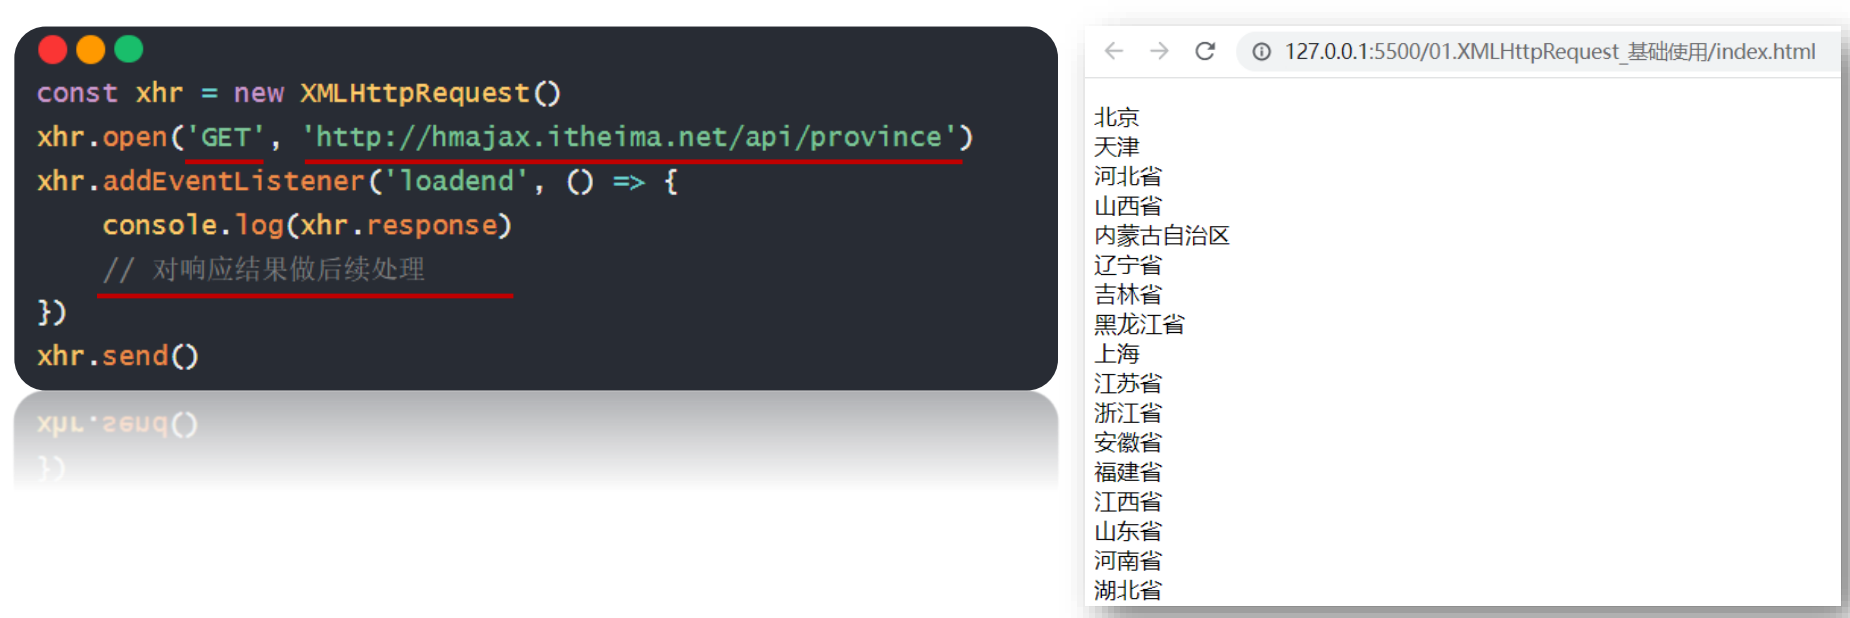 const xhr = new XMLHttpRequest()
xhr.open('GET', 'http://hmajax.itheima.net/api/province')
xhr.addEventListener('loadend', () => {
    console.log(xhr.response)
    // 对响应结果做后续处理
})
xhr.send()
xhr.send()
})
127.0.0.1:5500/01.XMLHttpRequest_基础使用/index.html
北京
天津
河北省
山西省
内蒙古自治区
辽宁省
吉林省
黑龙江省
上海
江苏省
浙江省
安徽省
福建省
江西省
山东省
河南省
湖北省